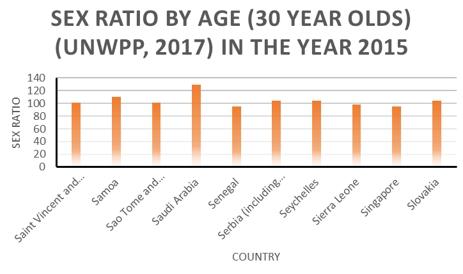 SEX RATIO BY AGE (30 YEAR OLDS)
(UNWPP, 2017) IN THE YEAR 2015
140
120
100
80
60
40
20
0
SEX RATIO
Saint Vincent and...
Samoa
Sao Tome and...
Saudi Arabia
Senegal
Serbia (including...
Seychelles
Sierra Leone
Singapore
Slovakia
COUNTRY